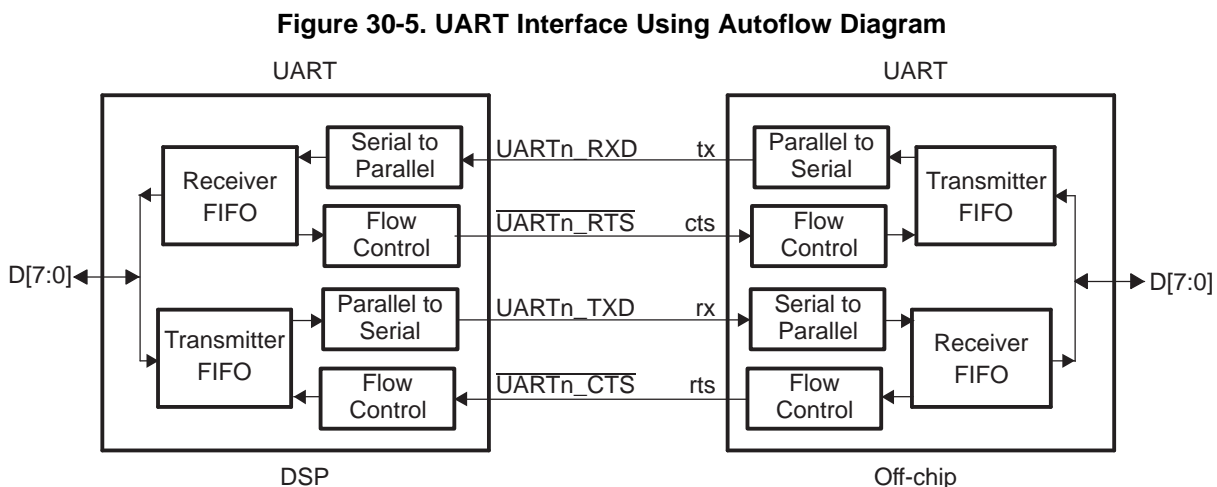 Figure 30-5. UART Interface Using Autoflow Diagram
UART
UART
Serial to
Parallel
UARTn_RXD
tx
Parallel to
Serial
Receiver
FIFO
Transmitter
FIFO
Flow
Control
UARTn_RTS
cts
Flow
Control
D[7:0]
D[7:0]
Parallel to
Serial
UARTn_TXD
rx
Serial to
Parallel
Transmitter
FIFO
Receiver
FIFO
Flow
Control
UARTn_CTS
rts
Flow
Control
DSP
Off-chip